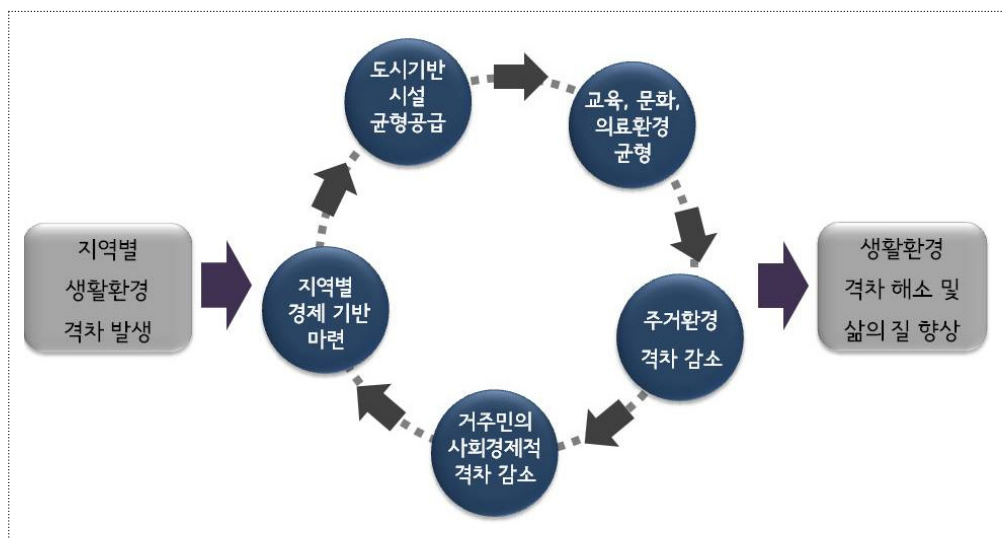 지역별
생활환경
격차 발생
지역별
경제 기반
마련
도시기반
시설
균형공급
교육, 문화,
의료환경
균형
주거환경
격차 감소
거주민의
사회경제적
격차 감소
생활환경
격차 해소 및
삶의 질 향상